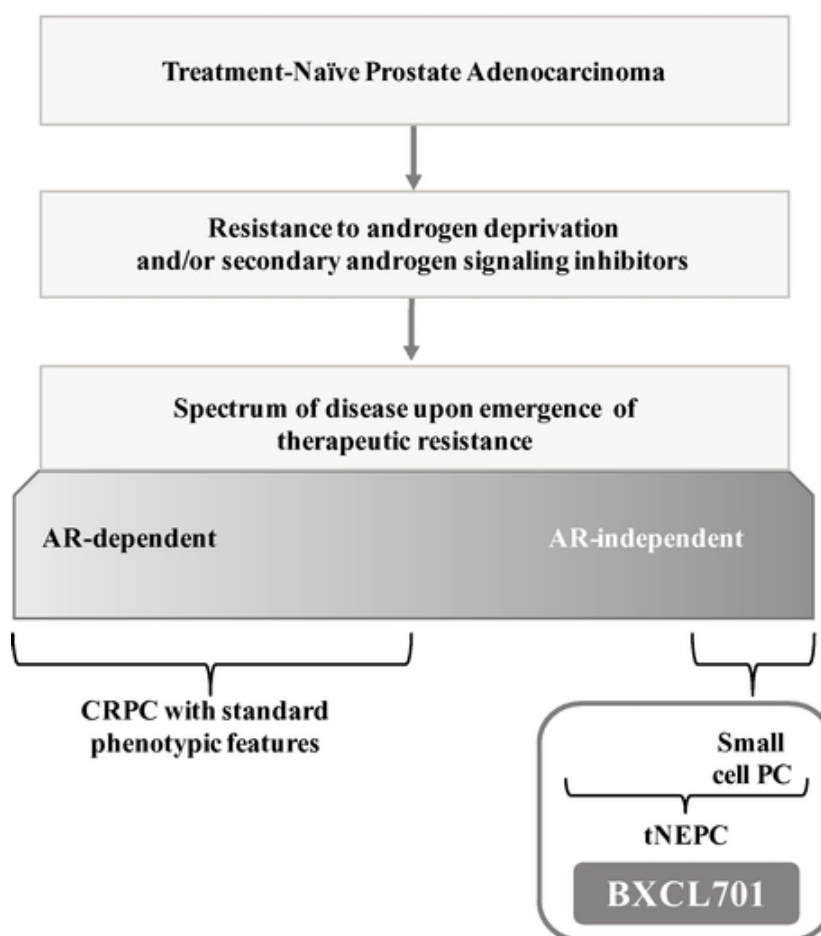 Treatment-Naïve Prostate Adenocarcinoma
Resistance to androgen deprivation
and/or secondary androgen signaling inhibitors
Spectrum of disease upon emergence of
therapeutic resistance
AR-dependent
AR-independent
CRPC with standard
phenotypic features
Small
cell PC
tNEPC
BXCL701